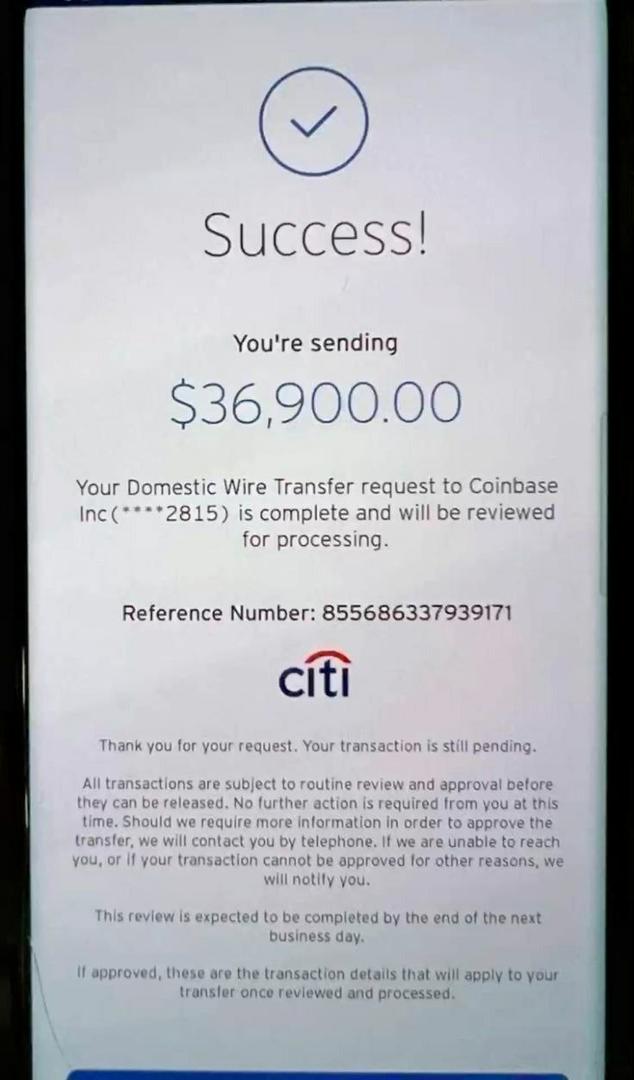 Success!
You're sending
$36,900.00
Your Domestic Wire Transfer request to Coinbase
Inc(****2815) is complete and will be reviewed
for processing.
Reference Number: 855686337939171
citi
Thank you for your request. Your transaction is still pending.
All transactions are subject to routine review and approval before
they can be released. No further action is required from you at this
time. Should we require more information in order to approve the
transfer, we will contact you by telephone. If we are unable to reach
you, or if your transaction cannot be approved for other reasons, we
will notify you.
This review is expected to be completed by the end of the next
business day.
If approved, these are the transaction details that will apply to your
transfer once reviewed and processed.